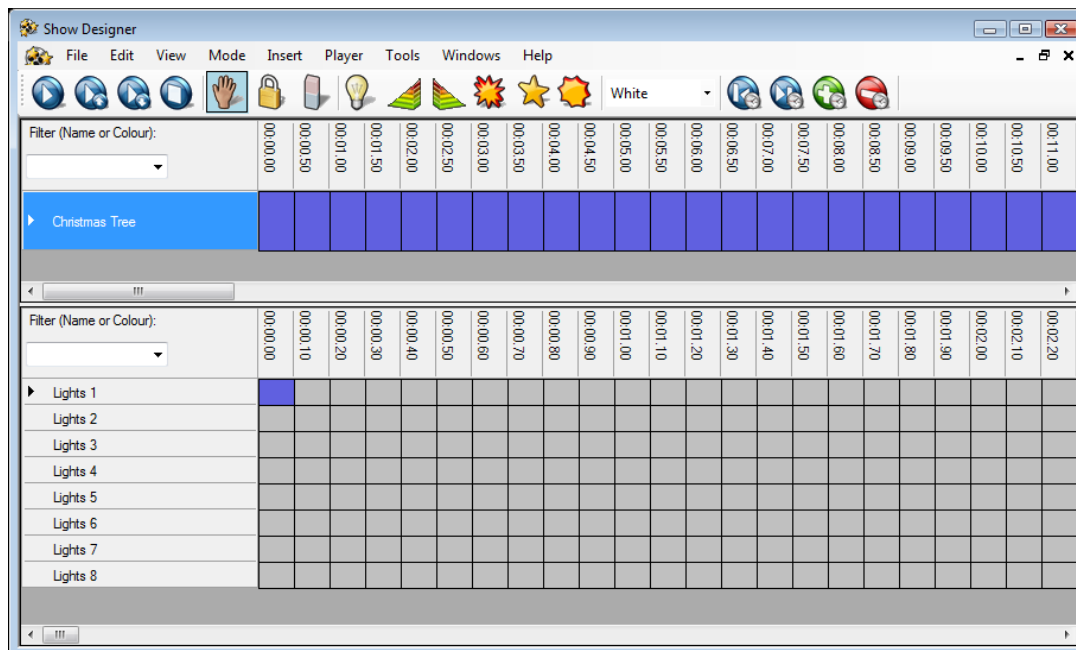 Show Designer
File Edit View Mode Insert Player Tools Windows Help
White
Filter (Name or Colour):
00:00.00 00:00.50 00:01.00 00:01.50 00:02.00 00:02.50 00:03.00 00:03.50 00:04.00 00:04.50 00:05.00 00:05.50 00:06.00 00:06.50 00:07.00 00:07.50 00:08.00 00:08.50 00:09.00 00:09.50 00:10.00 00:10.50 00:11.00
Christmas Tree
Filter (Name or Colour):
00:00.00 00:00.10 00:00.20 00:00.30 00:00.40 00:00.50 00:00.60 00:00.70 00:00.80 00:00.90 00:01.00 00:01.10 00:01.20 00:01.30 00:01.40 00:01.50 00:01.60 00:01.70 00:01.80 00:01.90 00:02.00 00:02.10 00:02.20
Lights 1
Lights 2
Lights 3
Lights 4
Lights 5
Lights 6
Lights 7
Lights 8